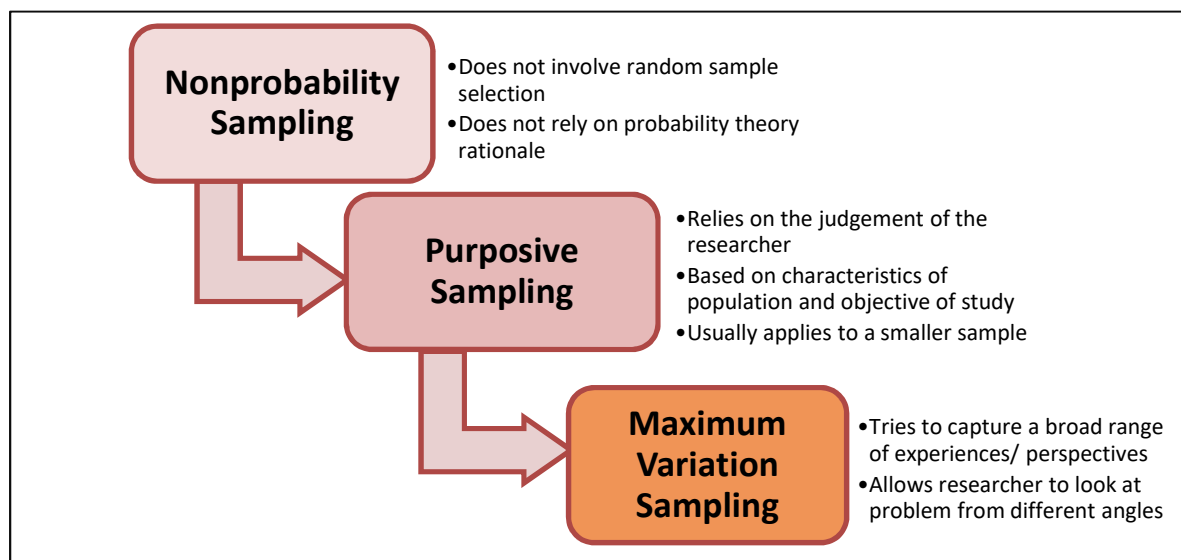 Nonprobability
Sampling
•Does not involve random sample
selection
•Does not rely on probability theory
rationale
Purposive
Sampling
•Relies on the judgement of the
researcher
•Based on characteristics of
population and objective of study
•Usually applies to a smaller sample
Maximum
Variation
Sampling
•Tries to capture a broad range
of experiences/ perspectives
•Allows researcher to look at
problem from different angles